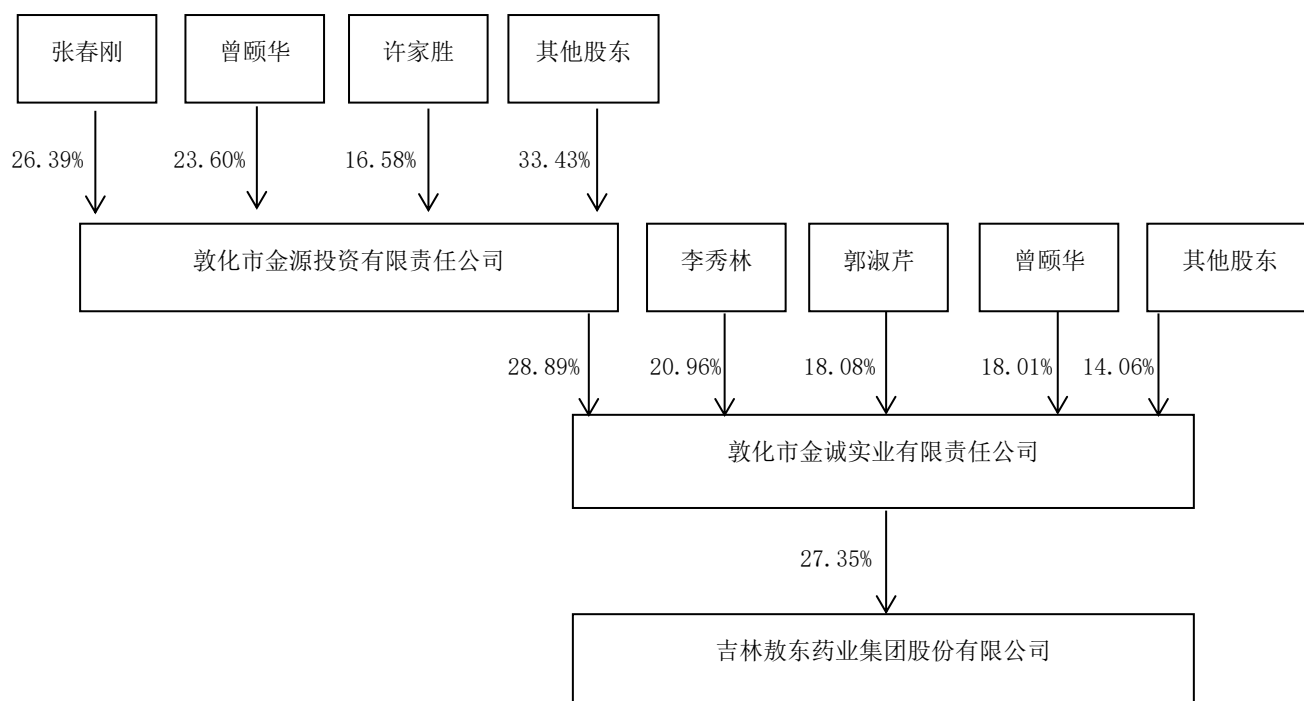 张春刚
曾颐华
许家胜
其他股东
26.39%
23.60%
16.58%
33.43%
敦化市金源投资有限责任公司
李秀林
郭淑芹
曾颐华
其他股东
28.89%
20.96%
18.08%
18.01%
14.06%
敦化市金诚实业有限责任公司
27.35%
吉林敖东药业集团股份有限公司